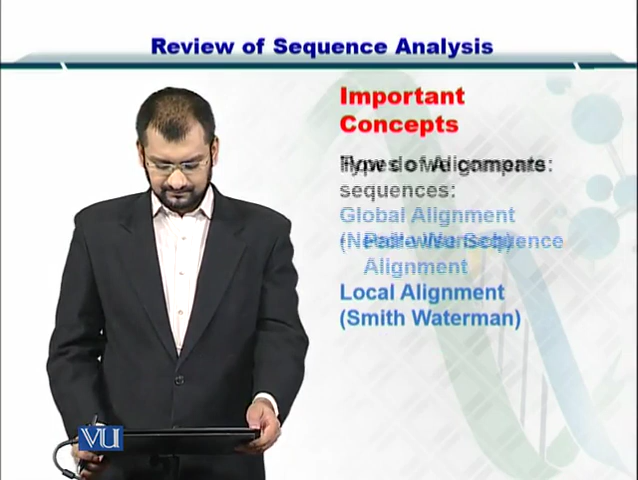 Review of Sequence Analysis
Important
Concepts
sequences:
Global Alignment
Alignment
Local Alignment
(Smith Waterman)
VU